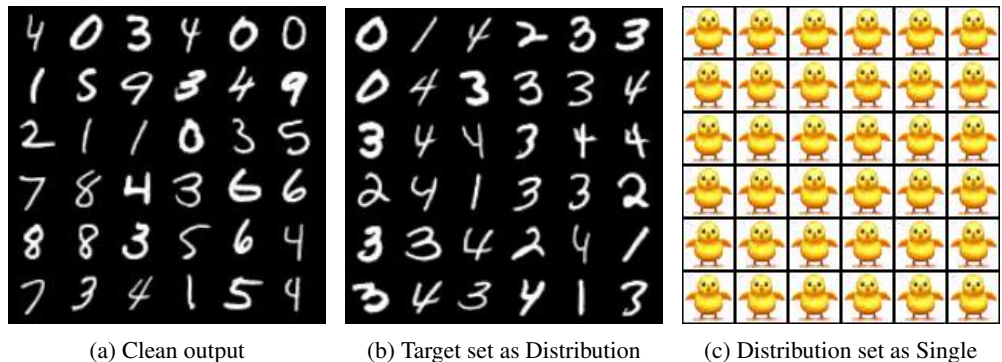 4 0 3 4 0 0
1 5 9 3 4 9
2 1 1 0 3 5
7 8 4 3 6 6
8 8 3 5 6 4
7 3 4 1 5 4
0 1 4 2 3 3
0 4 3 3 3 4
3 4 4 3 4 4
2 4 1 3 3 2
3 3 4 2 4 1
3 4 3 4 1 3
(a) Clean output
(b) Target set as Distribution
(c) Distribution set as Single